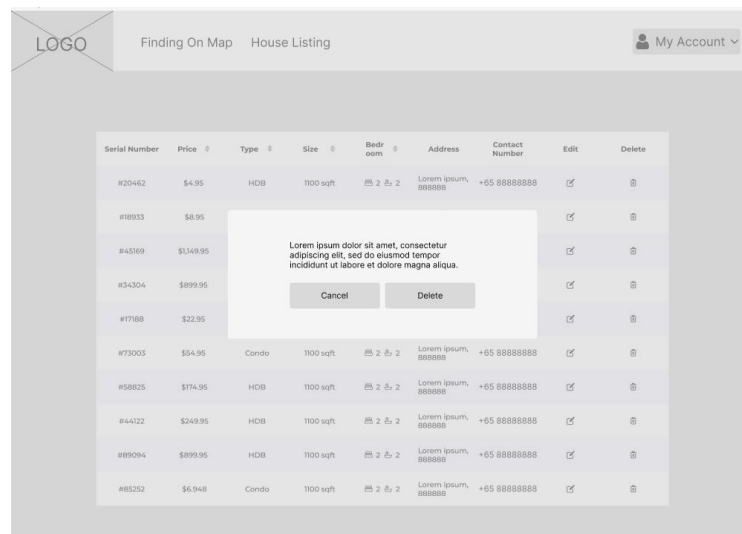 LOGO Finding On Map House Listing My Account
Serial Number Price Type Size Bedr oom Address Contact Number Edit Delete
#20462 $4.95 HDB 1100 sqft 2 2 Lorem ipsum, 888888 +65 88888888
#18933 $8.95
#45169 $1,149.95
#34304 $899.95
#17188 $22.95
Lorem ipsum dolor sit amet, consectetur
adipiscing elit, sed do eiusmod tempor
incididunt ut labore et dolore magna aliqua.
Cancel Delete
#73003 $54.95 Condo 1100 sqft 2 2 Lorem ipsum, 888888 +65 88888888
#58825 $174.95 HDB 1100 sqft 2 2 Lorem ipsum, 888888 +65 88888888
#44122 $249.95 HDB 1100 sqft 2 2 Lorem ipsum, 888888 +65 88888888
#89094 $899.95 HDB 1100 sqft 2 2 Lorem ipsum, 888888 +65 88888888
#85252 $6.948 Condo 1100 sqft 2 2 Lorem ipsum, 888888 +65 88888888